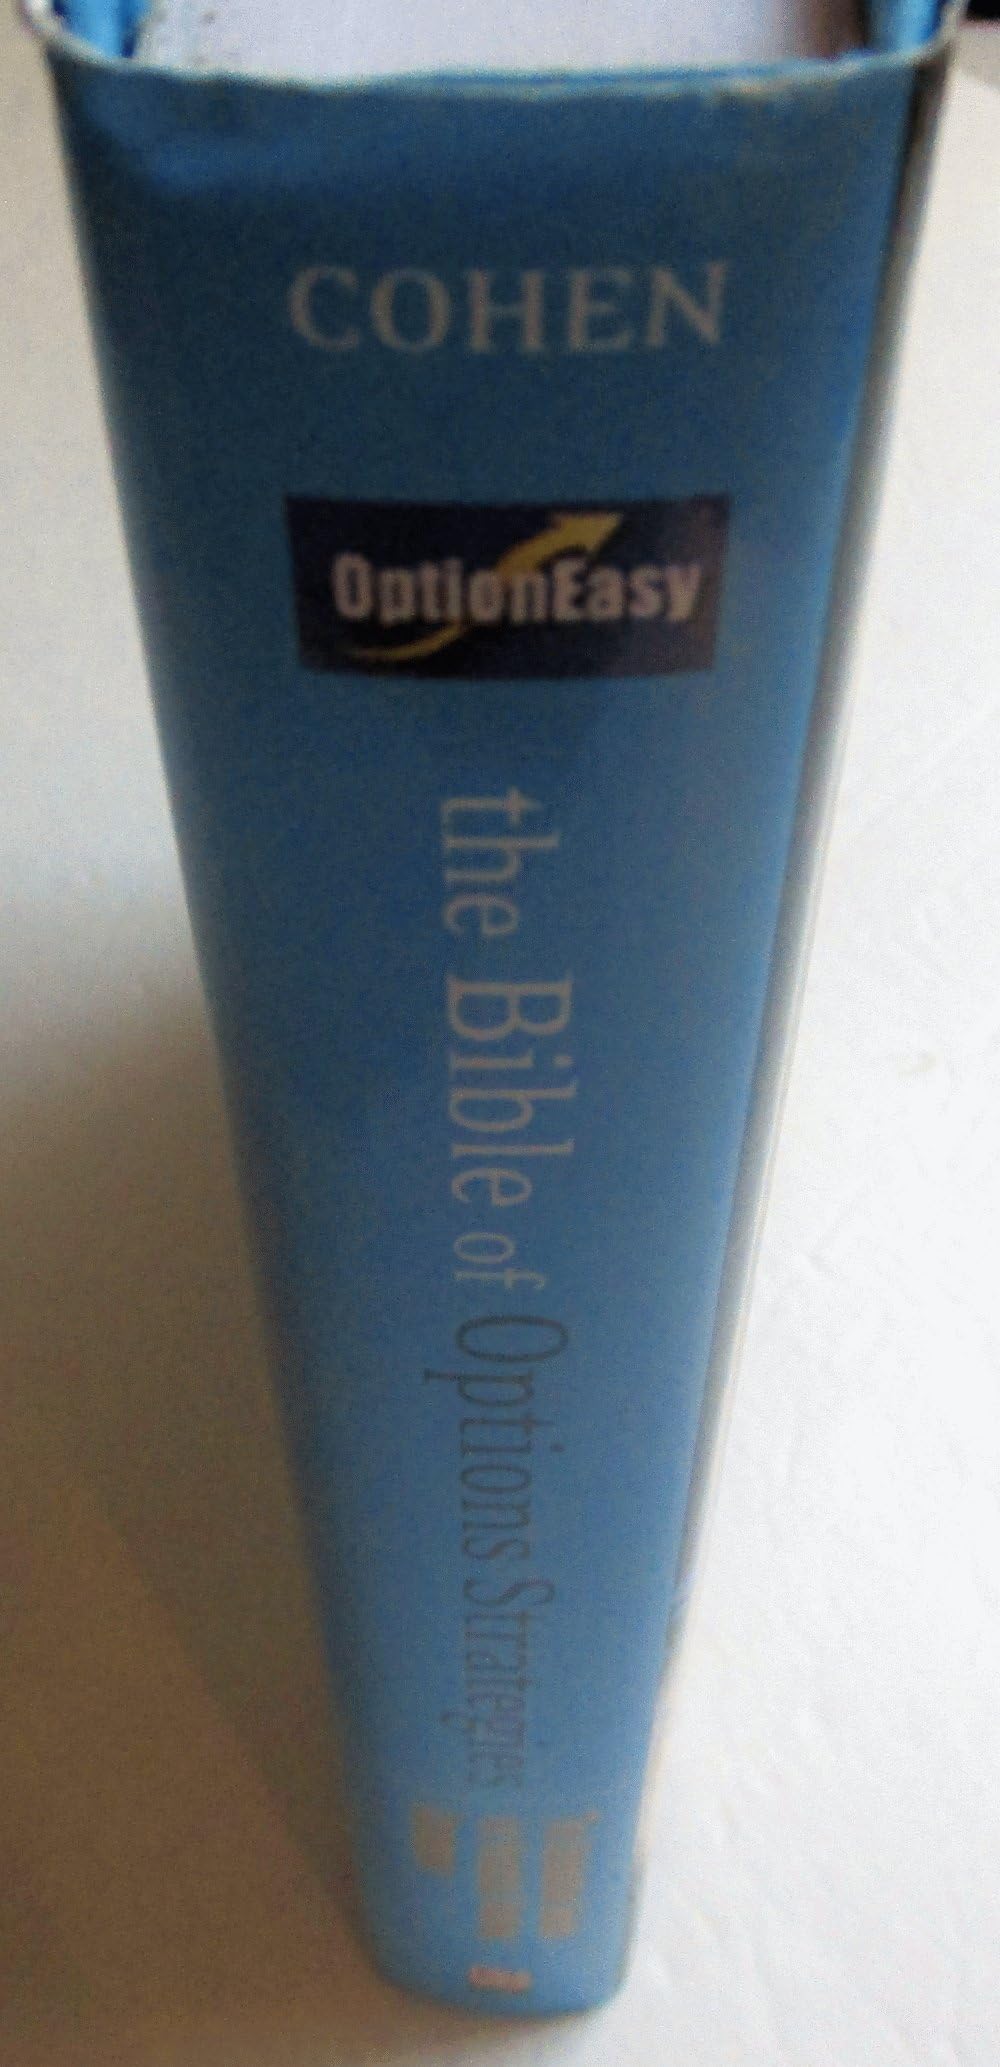 COHEN
OptionEasy
the Bible of Options Strategies